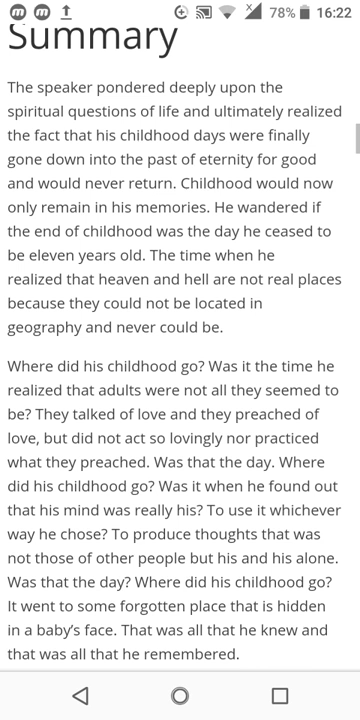 78% 16:22
Summary
The speaker pondered deeply upon the
spiritual questions of life and ultimately realized
the fact that his childhood days were finally
gone down into the past of eternity for good
and would never return. Childhood would now
only remain in his memories. He wandered if
the end of childhood was the day he ceased to
be eleven years old. The time when he
realized that heaven and hell are not real places
because they could not be located in
geography and never could be.
Where did his childhood go? Was it the time he
realized that adults were not all they seemed to
be? They talked of love and they preached of
love, but did not act so lovingly nor practiced
what they preached. Was that the day. Where
did his childhood go? Was it when he found out
that his mind was really his? To use it whichever
way he chose? To produce thoughts that was
not those of other people but his and his alone.
Was that the day? Where did his childhood go?
It went to some forgotten place that is hidden
in a baby’s face. That was all that he knew and
that was all that he remembered.